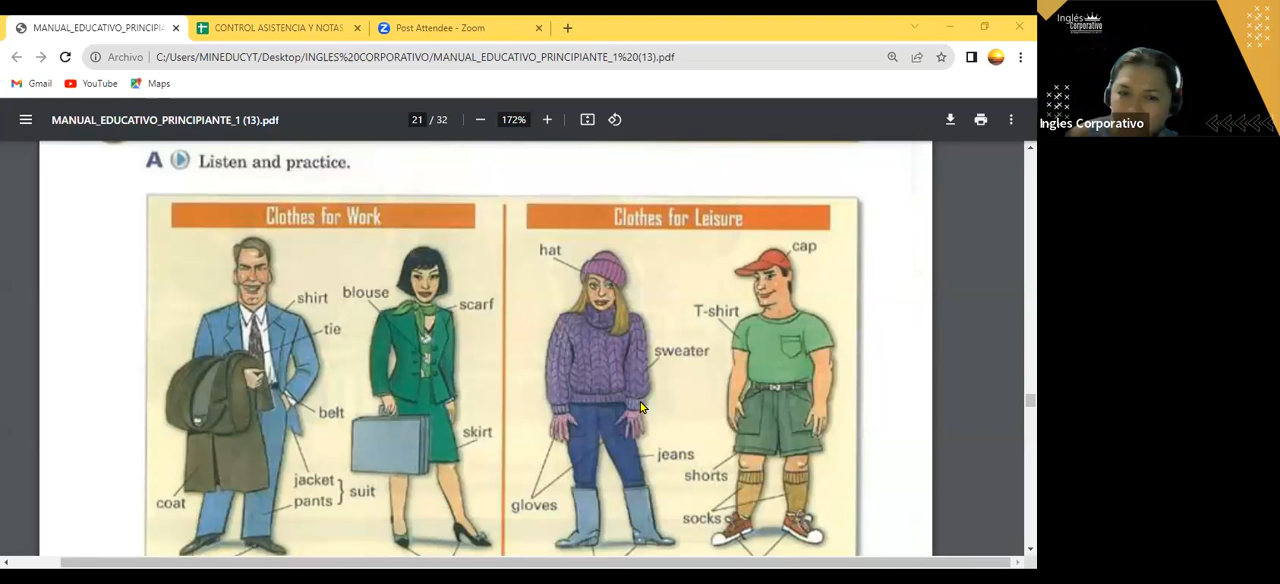 MANUAL_EDUCATIVO_PRINCIPI
CONTROL ASISTENCIA Y NOTAS
Post Attendee - Zoom
Archivo
C:/Users/MINEDUCYT/Desktop/INGLES%20CORPORATIVO/MANUAL_EDUCATIVO_PRINCIPIANTE_1%20(13).pdf
Gmail
YouTube
Maps
MANUAL_EDUCATIVO_PRINCIPIANTE_1 (13).pdf
21 / 32
172%
A Listen and practice.
Clothes for Work
shirt
blouse
scarf
tie
belt
skirt
jacket
pants
suit
coat
Clothes for Leisure
hat
cap
T-shirt
sweater
jeans
shorts
gloves
socks
Inglés
Corporativo
Ingles Corporativo